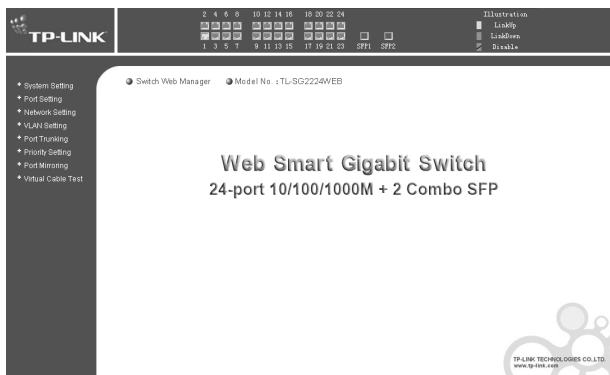 2 4 6 8 10 12 14 16 18 20 22 24
Illustration
TP-LINK
LinkUp
LinkDown
1 3 5 7 9 11 13 15 17 19 21 23 SFP1 SFP2
Disable
System Setting
Port Setting
Network Setting
VLAN Setting
Port Trunking
Priority Setting
Port Mirroring
Virtual Cable Test
Switch Web Manager Model No. : TL-SG2224WEB
Web Smart Gigabit Switch
24-port 10/100/1000M + 2 Combo SFP
TP-LINK TECHNOLOGIES CO.,LTD.
www.tp-link.com